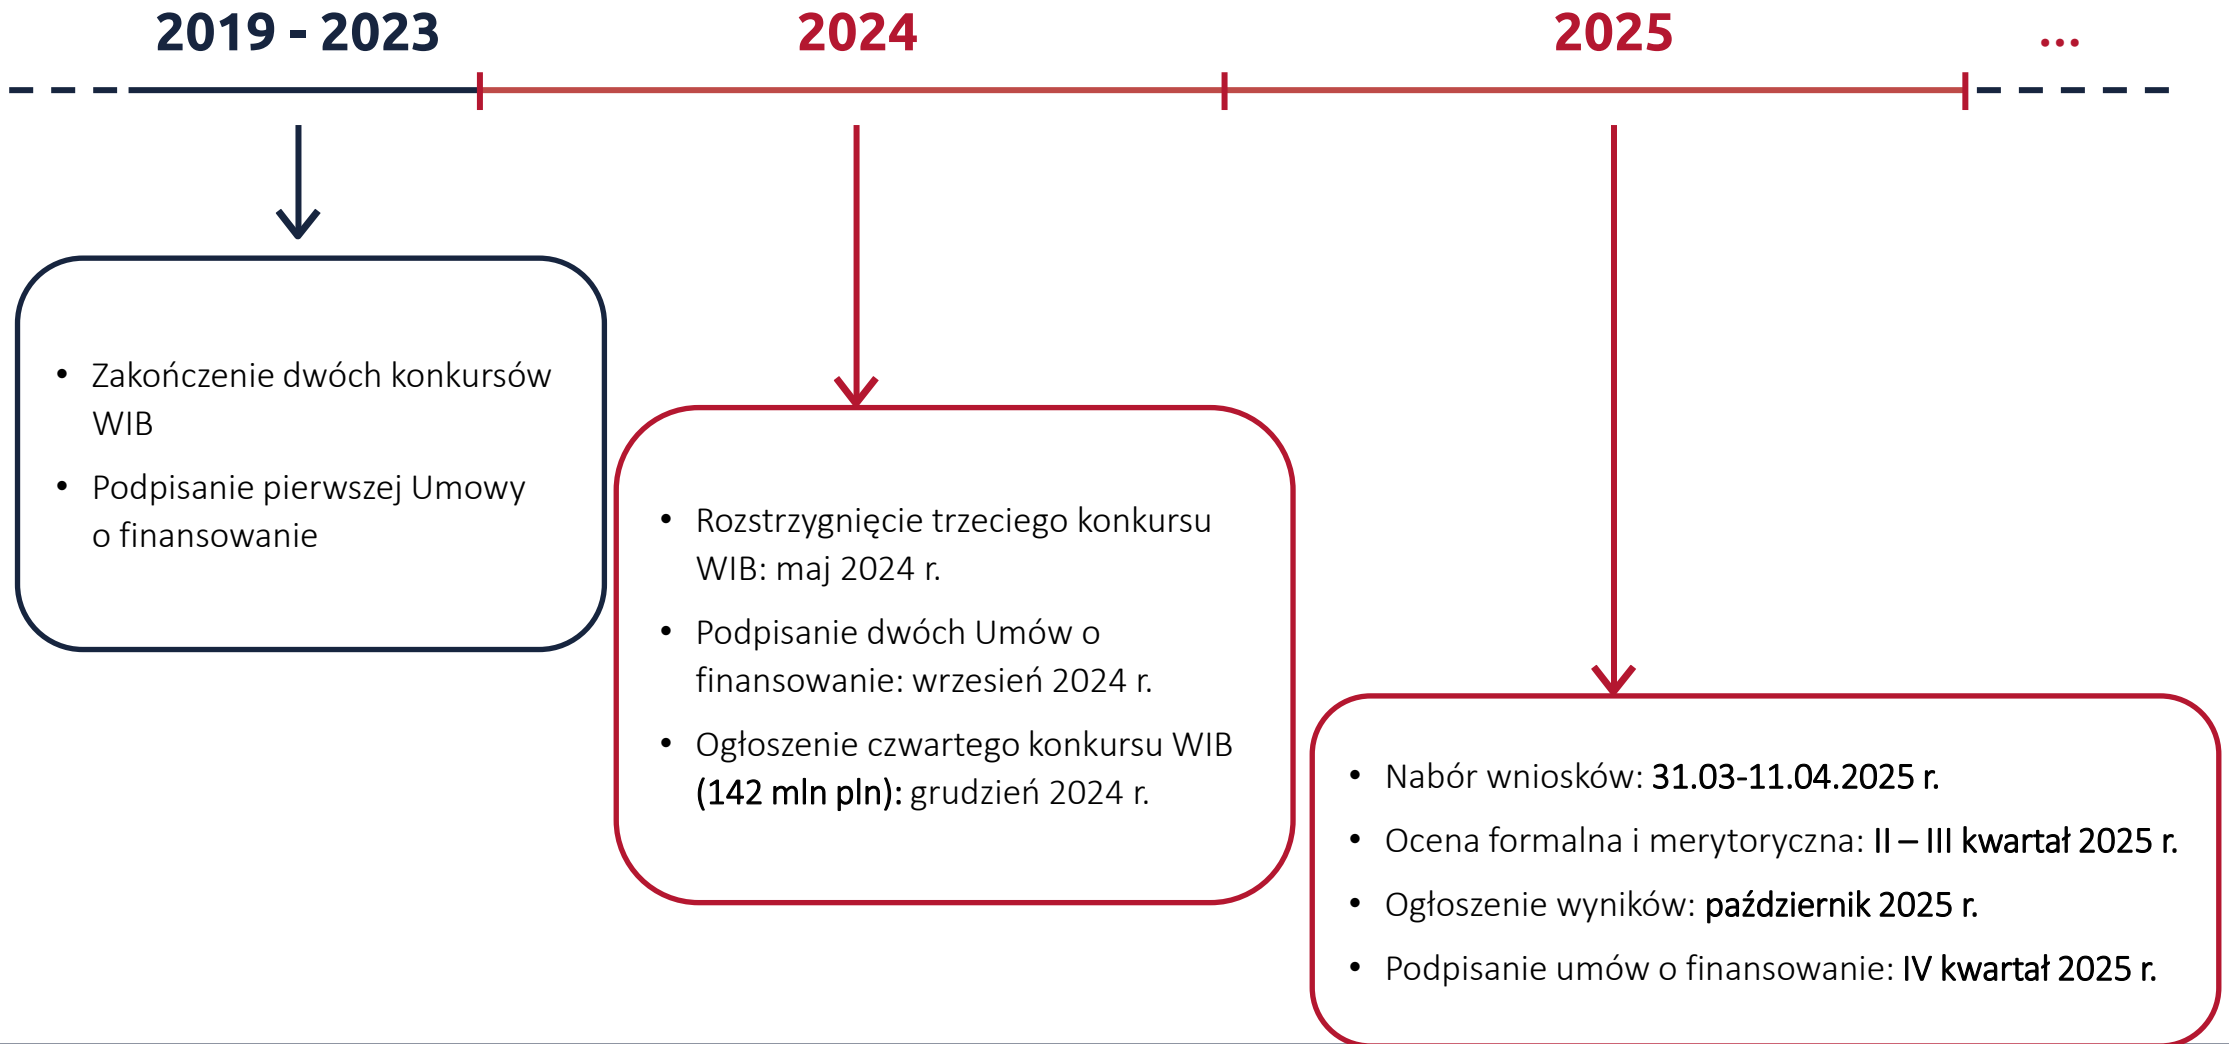 2019 - 2023
2024
2025
...
• Zakończenie dwóch konkursów
WIB
• Podpisanie pierwszej Umowy
o finansowanie
• Rozstrzygnięcie trzeciego konkursu
WIB: maj 2024 r.
• Podpisanie dwóch Umów o
finansowanie: wrzesień 2024 r.
• Ogłoszenie czwartego konkursu WIB
(142 mln pln): grudzień 2024 r.
• Nabór wniosków: 31.03-11.04.2025 r.
• Ocena formalna i merytoryczna: II – III kwartał 2025 r.
• Ogłoszenie wyników: październik 2025 r.
• Podpisanie umów o finansowanie: IV kwartał 2025 r.